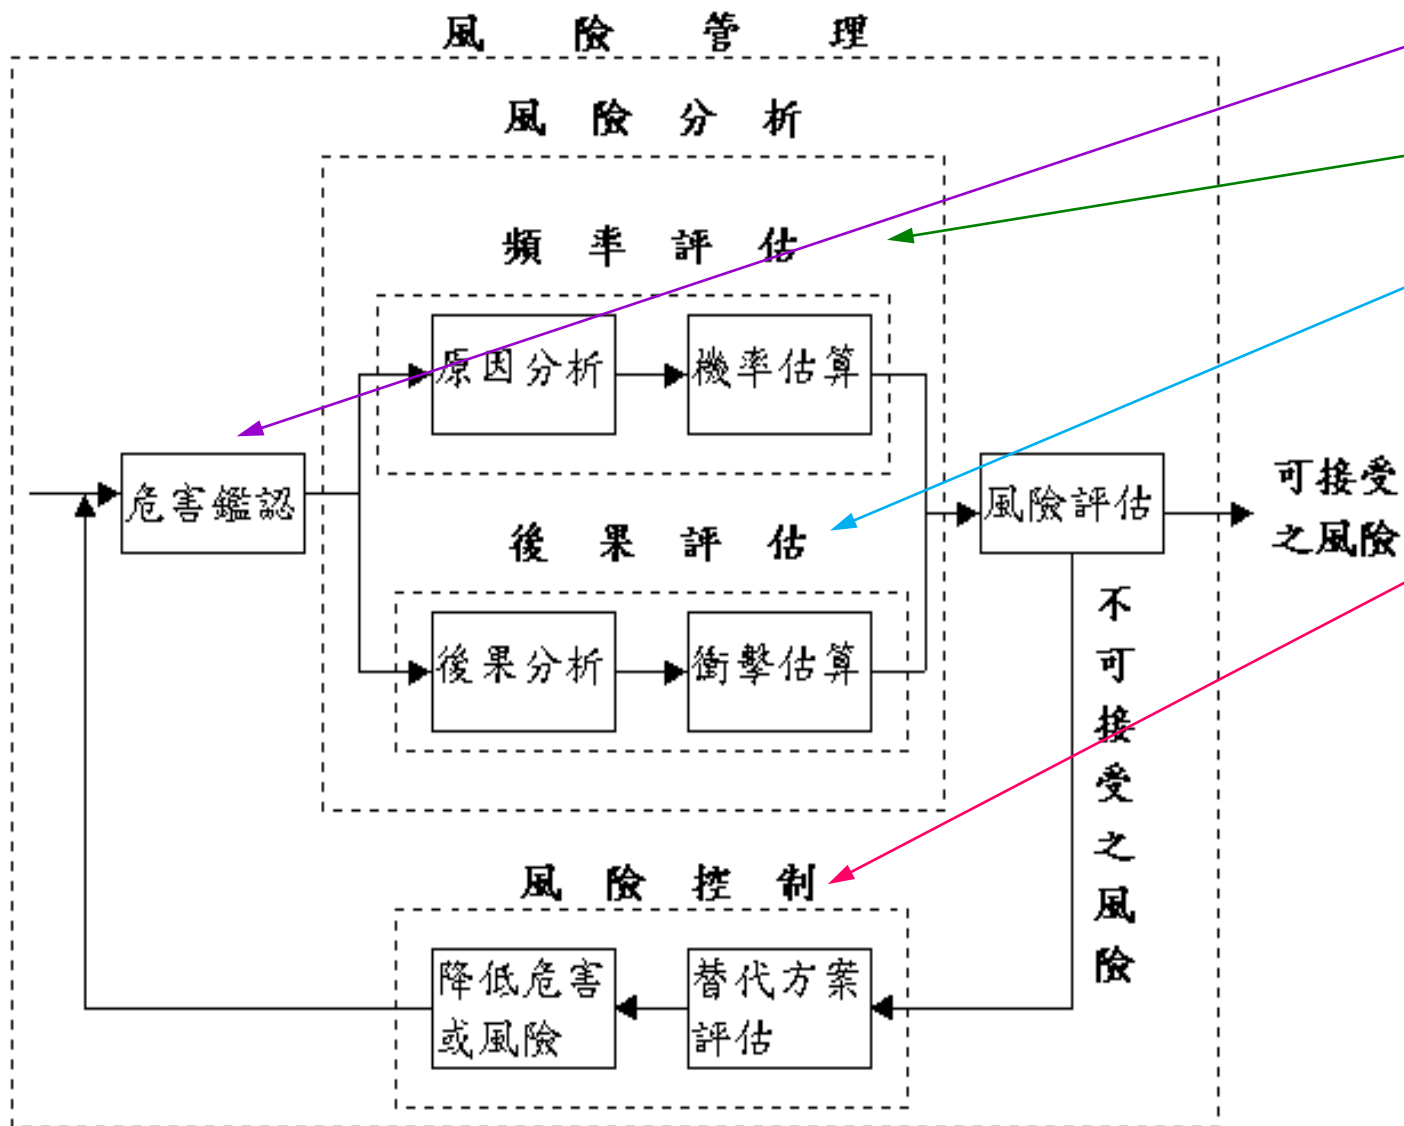 風險管理
風險分析
頻率評估
原因分析
機率估算
危害鑑認
後果評估
後果分析
衝擊估算
風險評估
可接受
之風險
不可接受之風險
風險控制
替代方案
評估
降低危害
或風險